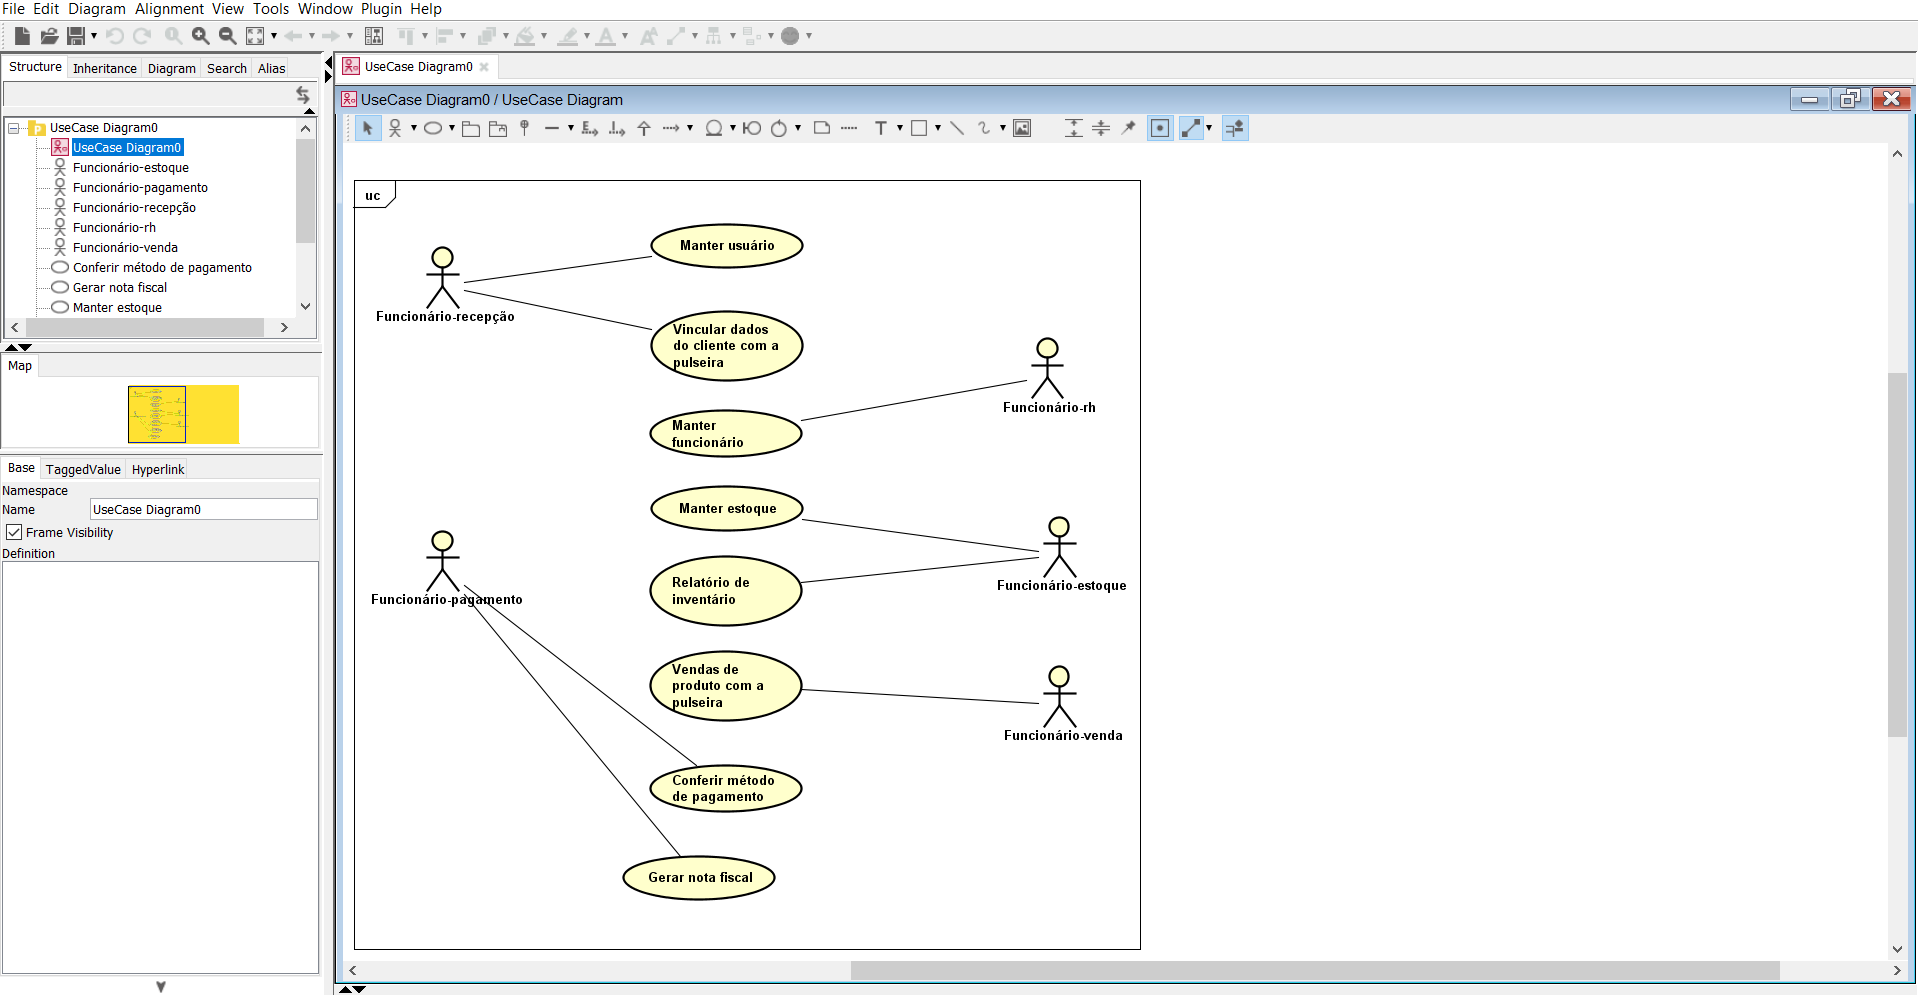 File Edit Diagram Alignment View Tools Window Plugin Help
Structure Inheritance Diagram Search Alias
UseCase Diagram0
UseCase Diagram0
Funcionário-estoque
Funcionário-pagamento
Funcionário-recepção
Funcionário-rh
Funcionário-venda
Conferir método de pagamento
Gerar nota fiscal
Manter estoque
Map
Base TaggedValue Hyperlink
Namespace
Name UseCase Diagram0
Frame Visibility
Definition
UseCase Diagram0
UseCase Diagram0 / UseCase Diagram
T
uc
Manter usuário
Funcionário-recepção
Vincular dados
do cliente com a
pulseira
Funcionário-rh
Manter
funcionário
Manter estoque
Funcionário-estoque
Funcionário-pagamento
Relatório de
inventário
Vendas de
produto com a
pulseira
Funcionário-venda
Conferir método
de pagamento
Gerar nota fiscal